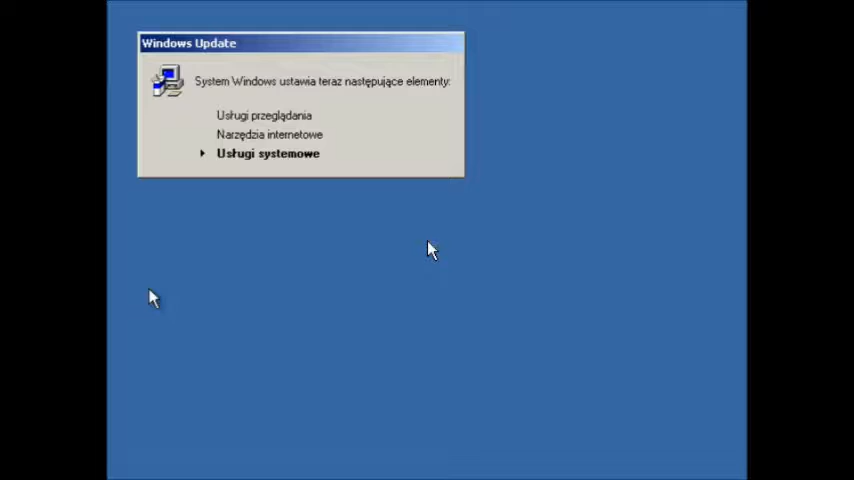 Windows Update
System Windows ustawia teraz następujące elementy:
Usługi przeglądania
Narzędzia internetowe
Usługi systemowe